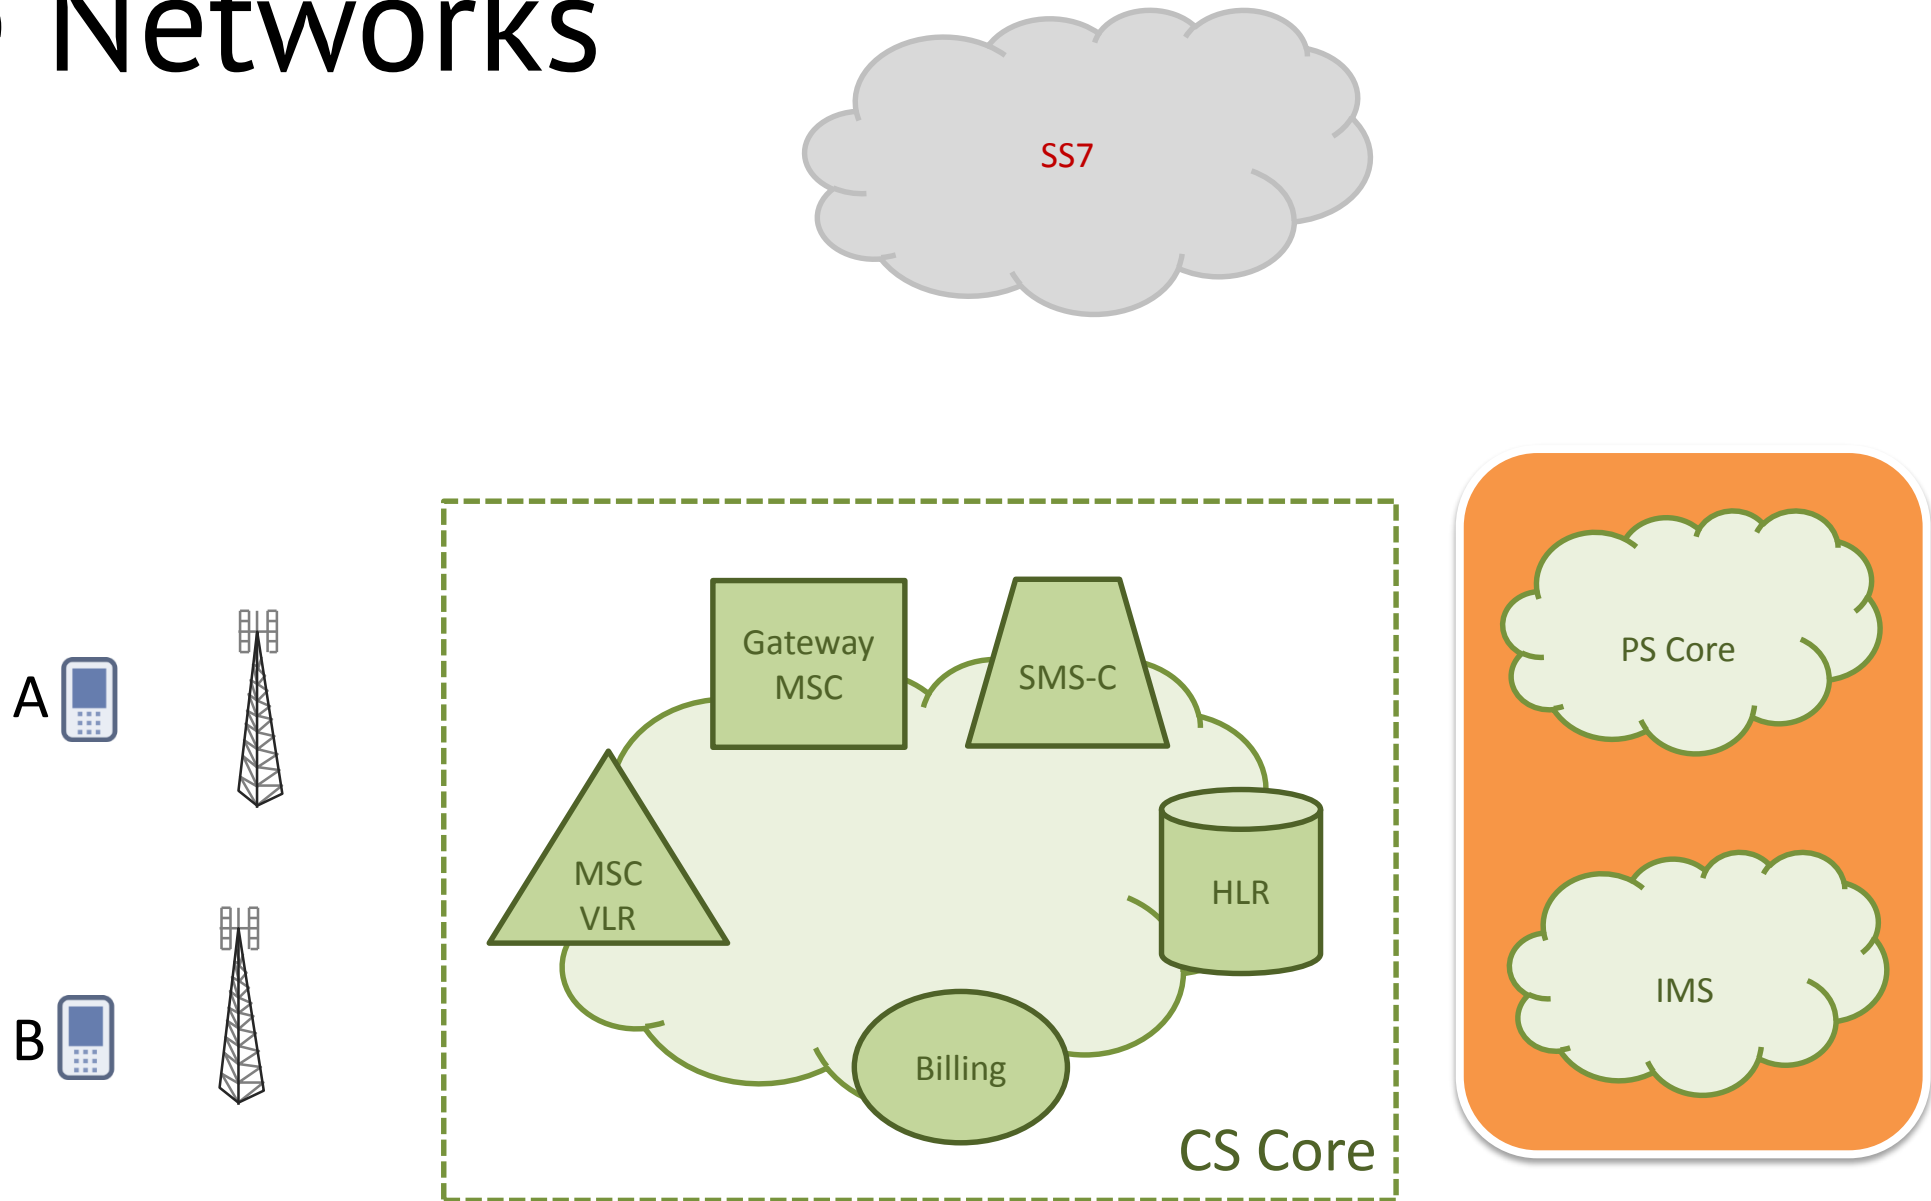 Networks
SS7
Gateway
MSC
SMS-C
PS Core
A
MSC
VLR
HLR
IMS
B
Billing
CS Core